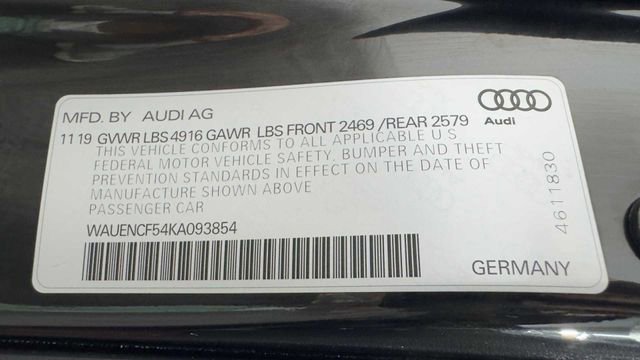 MFD. BY AUDI AG
11 19 GVWR LBS 4916 GAWR LBS FRONT 2469 / REAR 2579
THIS VEHICLE CONFORMS TO ALL APPLICABLE U S
FEDERAL MOTOR VEHICLE SAFETY, BUMPER AND THEFT
PREVENTION STANDARDS IN EFFECT ON THE DATE OF
MANUFACTURE SHOWN ABOVE
PASSENGER CAR
WAUENCF54KA093854
Audi
4611830
GERMANY